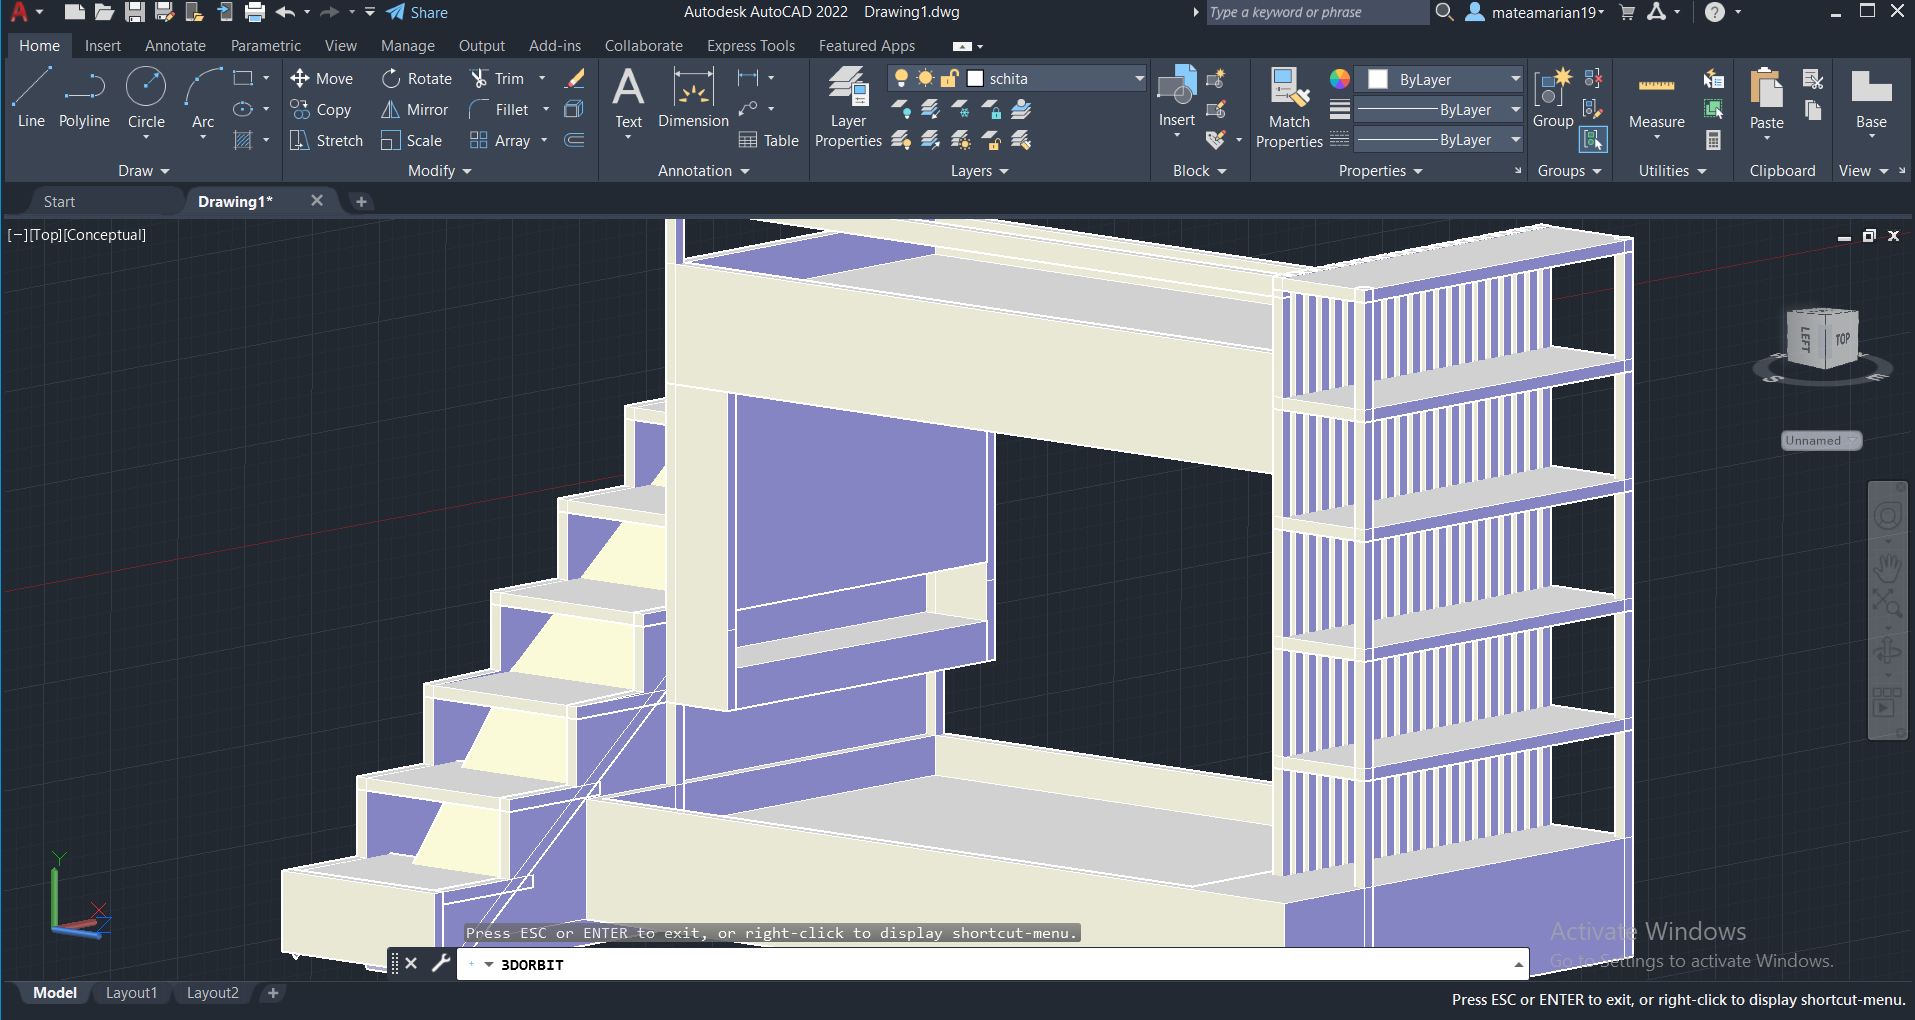 Share
Autodesk AutoCAD 2022 Drawing1.dwg
Type a keyword or phrase
mateamarian19
Home Insert Annotate Parametric View Manage Output Add-ins Collaborate Express Tools Featured Apps
Line Polyline Circle Arc
Draw
Move Rotate Trim
Copy Mirror Fillet
Stretch Scale Array
Modify
Text Dimension Table
Annotation
Layer Properties
schita
Layers
Insert
Block
Match Properties
ByLayer
ByLayer
ByLayer
Properties
Group
Groups
Measure
Utilities
Paste
Clipboard
Base
View
Start Drawing1*
[−][Top][Conceptual]
LEFT TOP
S E
Unnamed
Y
X
Z
Press ESC or ENTER to exit, or right-click to display shortcut-menu.
3DORBIT
Activate Windows
Go to Settings to activate Windows.
Model Layout1 Layout2
Press ESC or ENTER to exit, or right-click to display shortcut-menu.